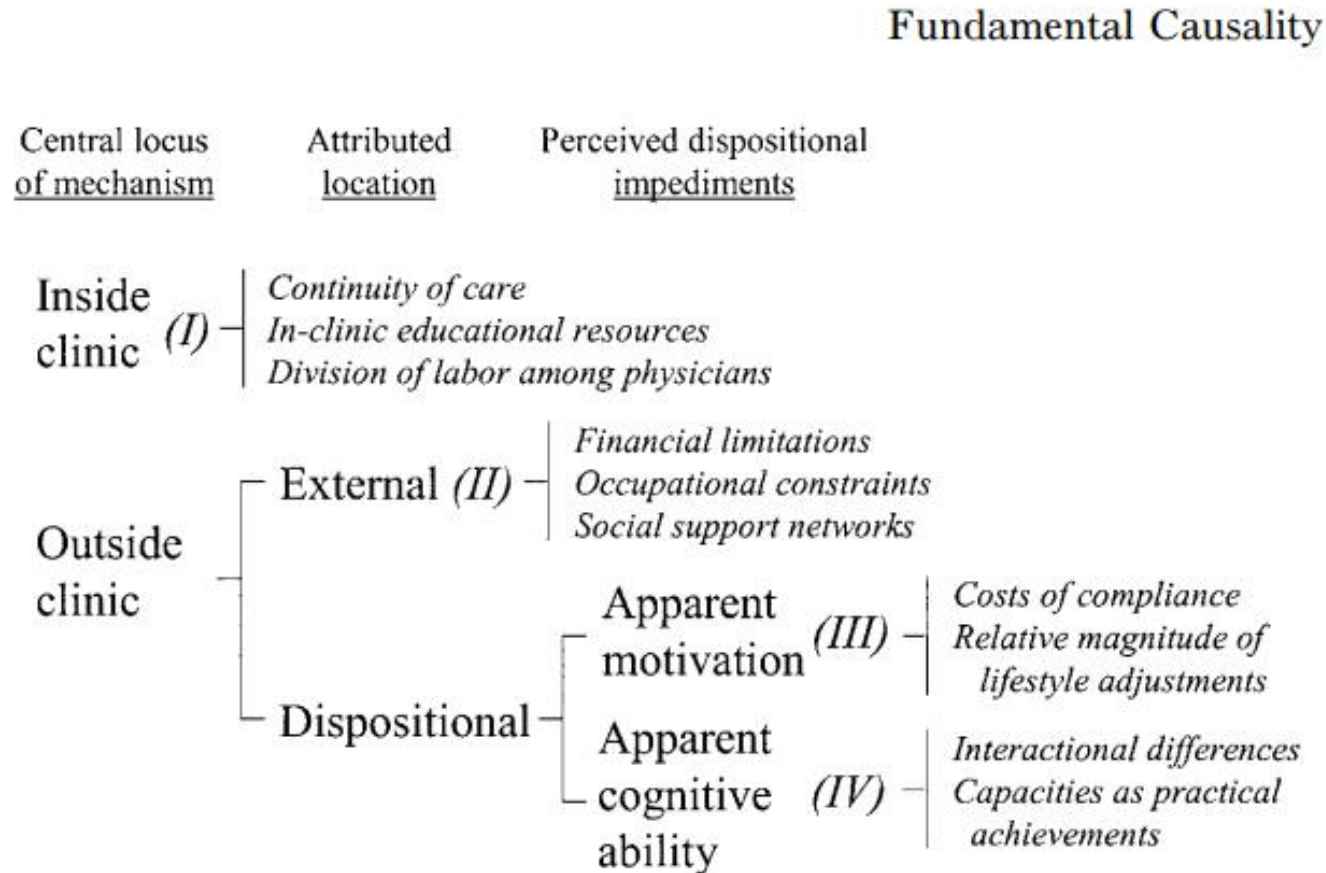 Fundamental Causality
Central locus
of mechanism
Attributed
location
Perceived dispositional
impediments
Inside
clinic
(I)
Continuity of care
In-clinic educational resources
Division of labor among physicians
Outside
clinic
External (II)
Financial limitations
Occupational constraints
Social support networks
Dispositional
Apparent
motivation
(III)
Costs of compliance
Relative magnitude of
lifestyle adjustments
Apparent
cognitive
ability
(IV)
Interactional differences
Capacities as practical
achievements